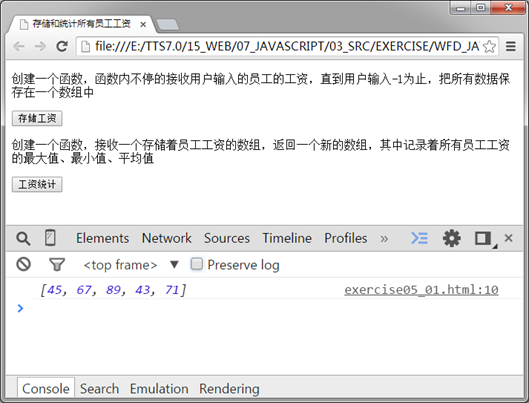 存储和统计所有员工工资
file:///E:/TTS7.0/15_WEB/07_JAVASCRIPT/03_SRC/EXERCISE/WFD_JA
创建一个函数，函数内不停的接收用户输入的员工的工资，直到用户输入-1为止，把所有数据保
存在一个数组中
存储工资
创建一个函数，接收一个存储着员工工资的数组，返回一个新的数组，其中记录着所有员工工资
的最大值、最小值、平均值
工资统计
Elements Network Sources Timeline Profiles »
<top frame> ▼ Preserve log
[45, 67, 89, 43, 71] exercise05_01.html:10
Console Search Emulation Rendering